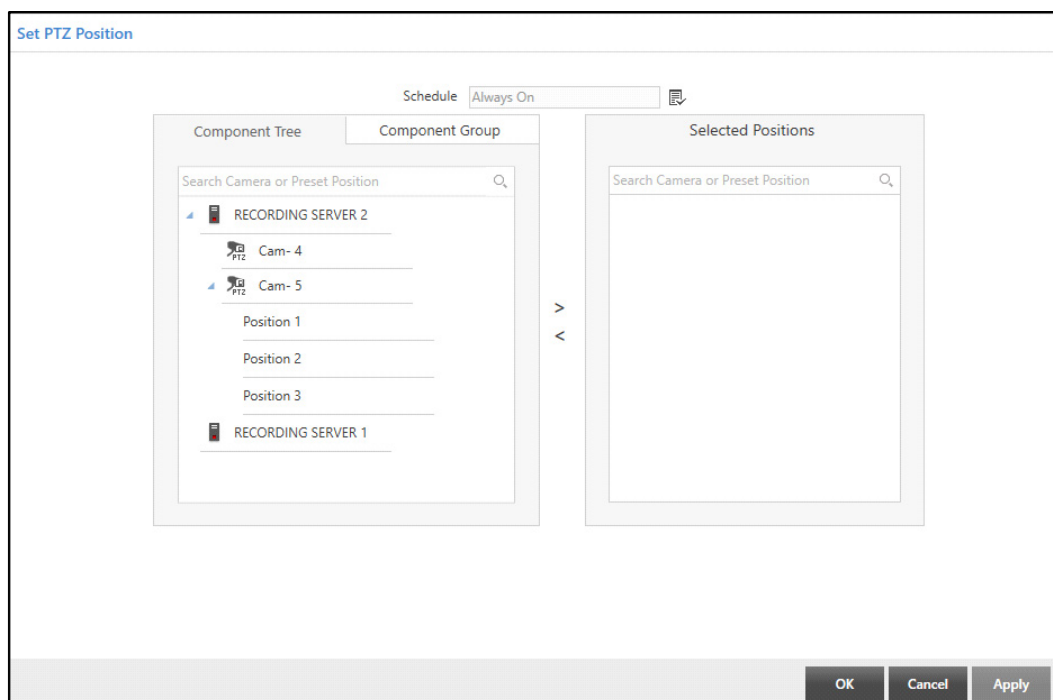 Set PTZ Position
Schedule Always On
Component Tree Component Group Selected Positions
Search Camera or Preset Position Search Camera or Preset Position
RECORDING SERVER 2
PTZ Cam- 4
PTZ Cam- 5
Position 1
>
<
Position 2
Position 3
RECORDING SERVER 1
OK Cancel Apply